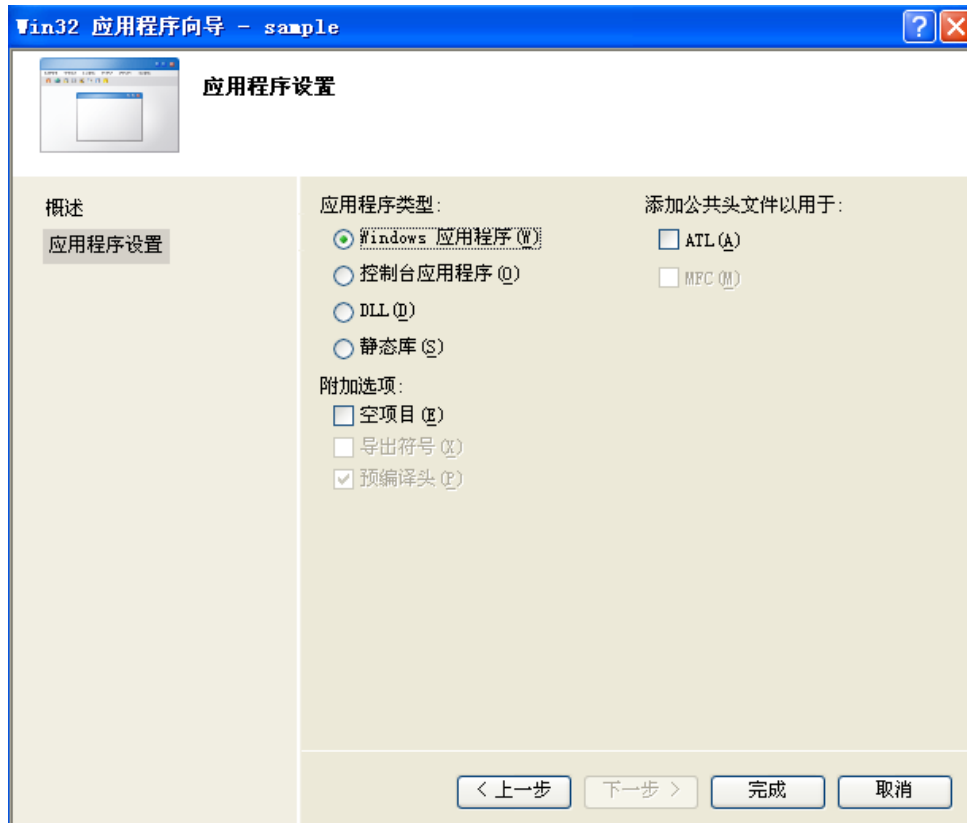 Win32 应用程序向导 - sample
应用程序设置
概述
应用程序设置
应用程序类型:
Windows 应用程序(W)
控制台应用程序(O)
DLL(D)
静态库(S)
附加选项:
空项目(E)
导出符号(X)
预编译头(P)
添加公共头文件以用于:
ATL(A)
MFC(M)
< 上一步
下一步 >
完成
取消